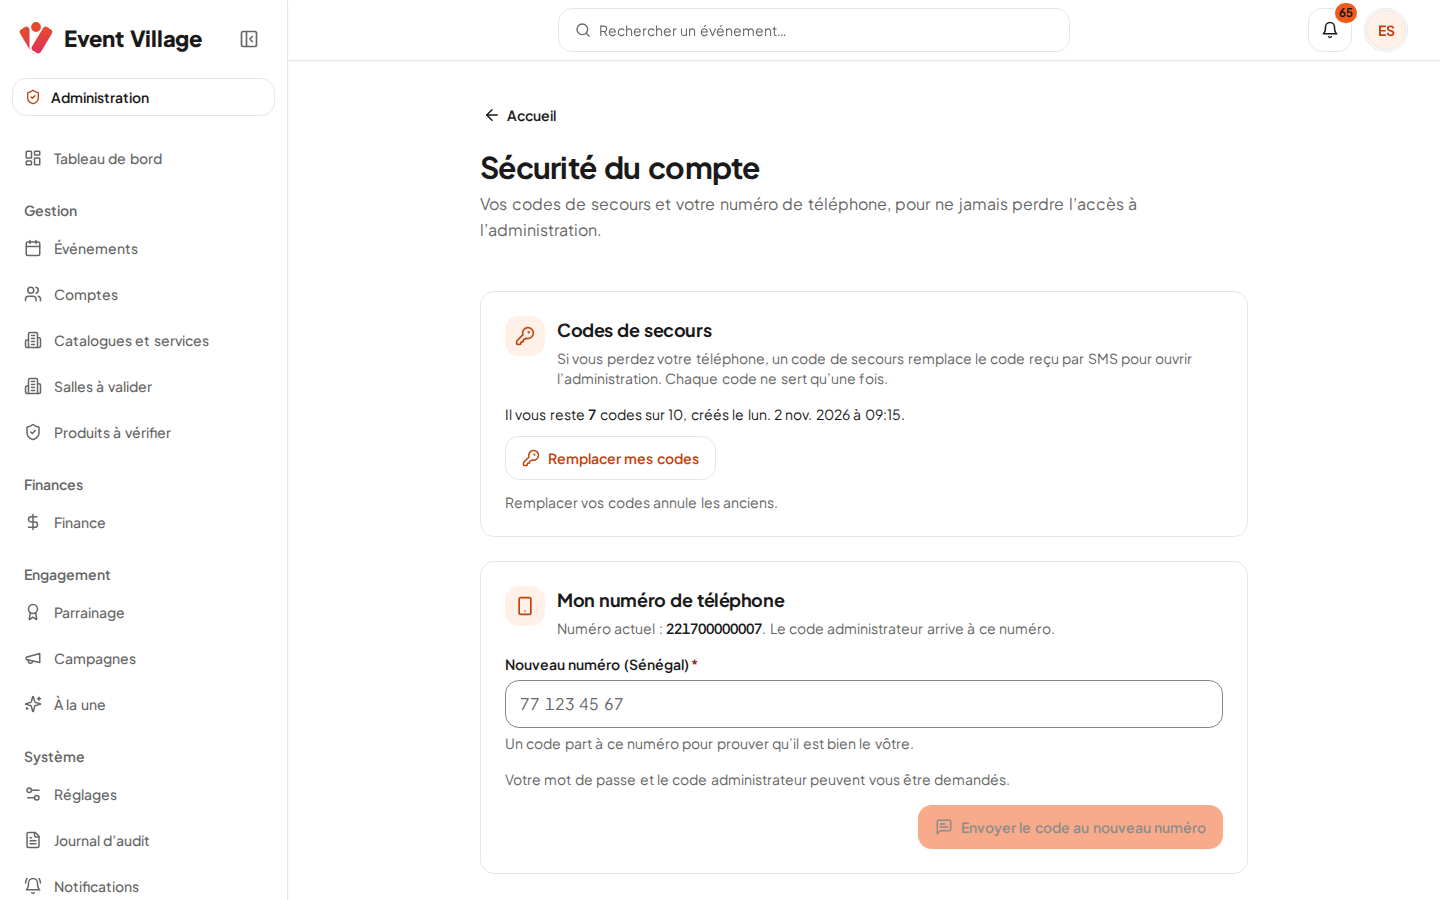 Event Village
Rechercher un événement…
65
ES
Administration
Tableau de bord
Gestion
Événements
Comptes
Catalogues et services
Salles à valider
Produits à vérifier
Finances
Finance
Engagement
Parrainage
Campagnes
À la une
Système
Réglages
Journal d’audit
Notifications
Accueil
Sécurité du compte
Vos codes de secours et votre numéro de téléphone, pour ne jamais perdre l’accès à
l’administration.
Codes de secours
Si vous perdez votre téléphone, un code de secours remplace le code reçu par SMS pour ouvrir
l’administration. Chaque code ne sert qu’une fois.
Il vous reste 7 codes sur 10, créés le lun. 2 nov. 2026 à 09:15.
Remplacer mes codes
Remplacer vos codes annule les anciens.
Mon numéro de téléphone
Numéro actuel : 221700000007. Le code administrateur arrive à ce numéro.
Nouveau numéro (Sénégal) *
77 123 45 67
Un code part à ce numéro pour prouver qu’il est bien le vôtre.
Votre mot de passe et le code administrateur peuvent vous être demandés.
Envoyer le code au nouveau numéro